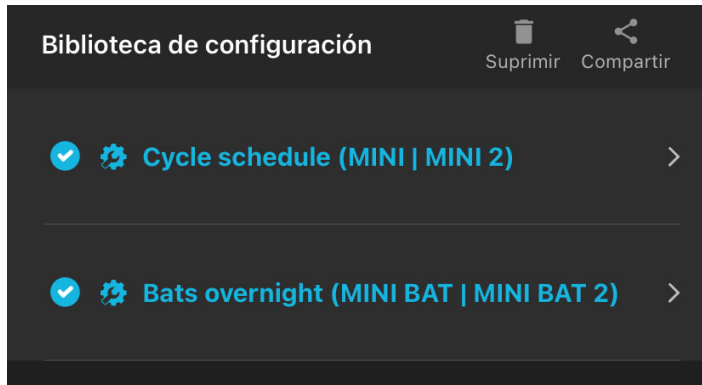 Biblioteca de configuración
Suprimir Compartir
Cycle schedule (MINI | MINI 2)
Bats overnight (MINI BAT | MINI BAT 2)